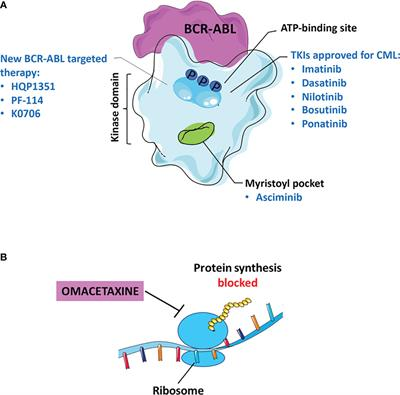 A
BCR-ABL
ATP-binding site
New BCR-ABL targeted
therapy:
• HQP1351
• PF-114
• K0706
P P P
TKIs approved for CML:
• Imatinib
• Dasatinib
• Nilotinib
• Bosutinib
• Ponatinib
Kinase domain
Myristoyl pocket
• Asciminib
B
Protein synthesis
blocked
OMACETAXINE
Ribosome